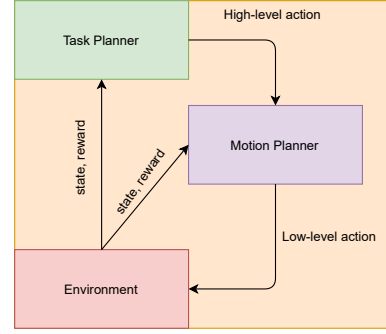 High-level action
Task Planner
Motion Planner
state, reward
state, reward
Low-level action
Environment